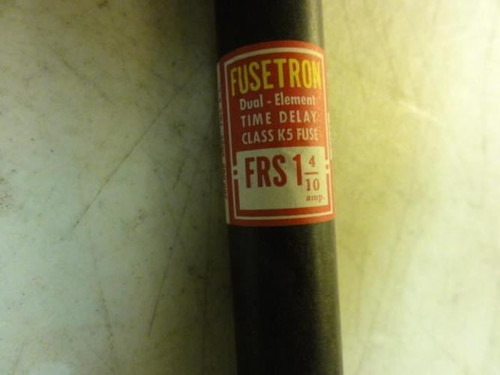 FUSETRON
Dual - Element
TIME DELAY
CLASS K5 FUSE
FRS 1 4/10
amp.